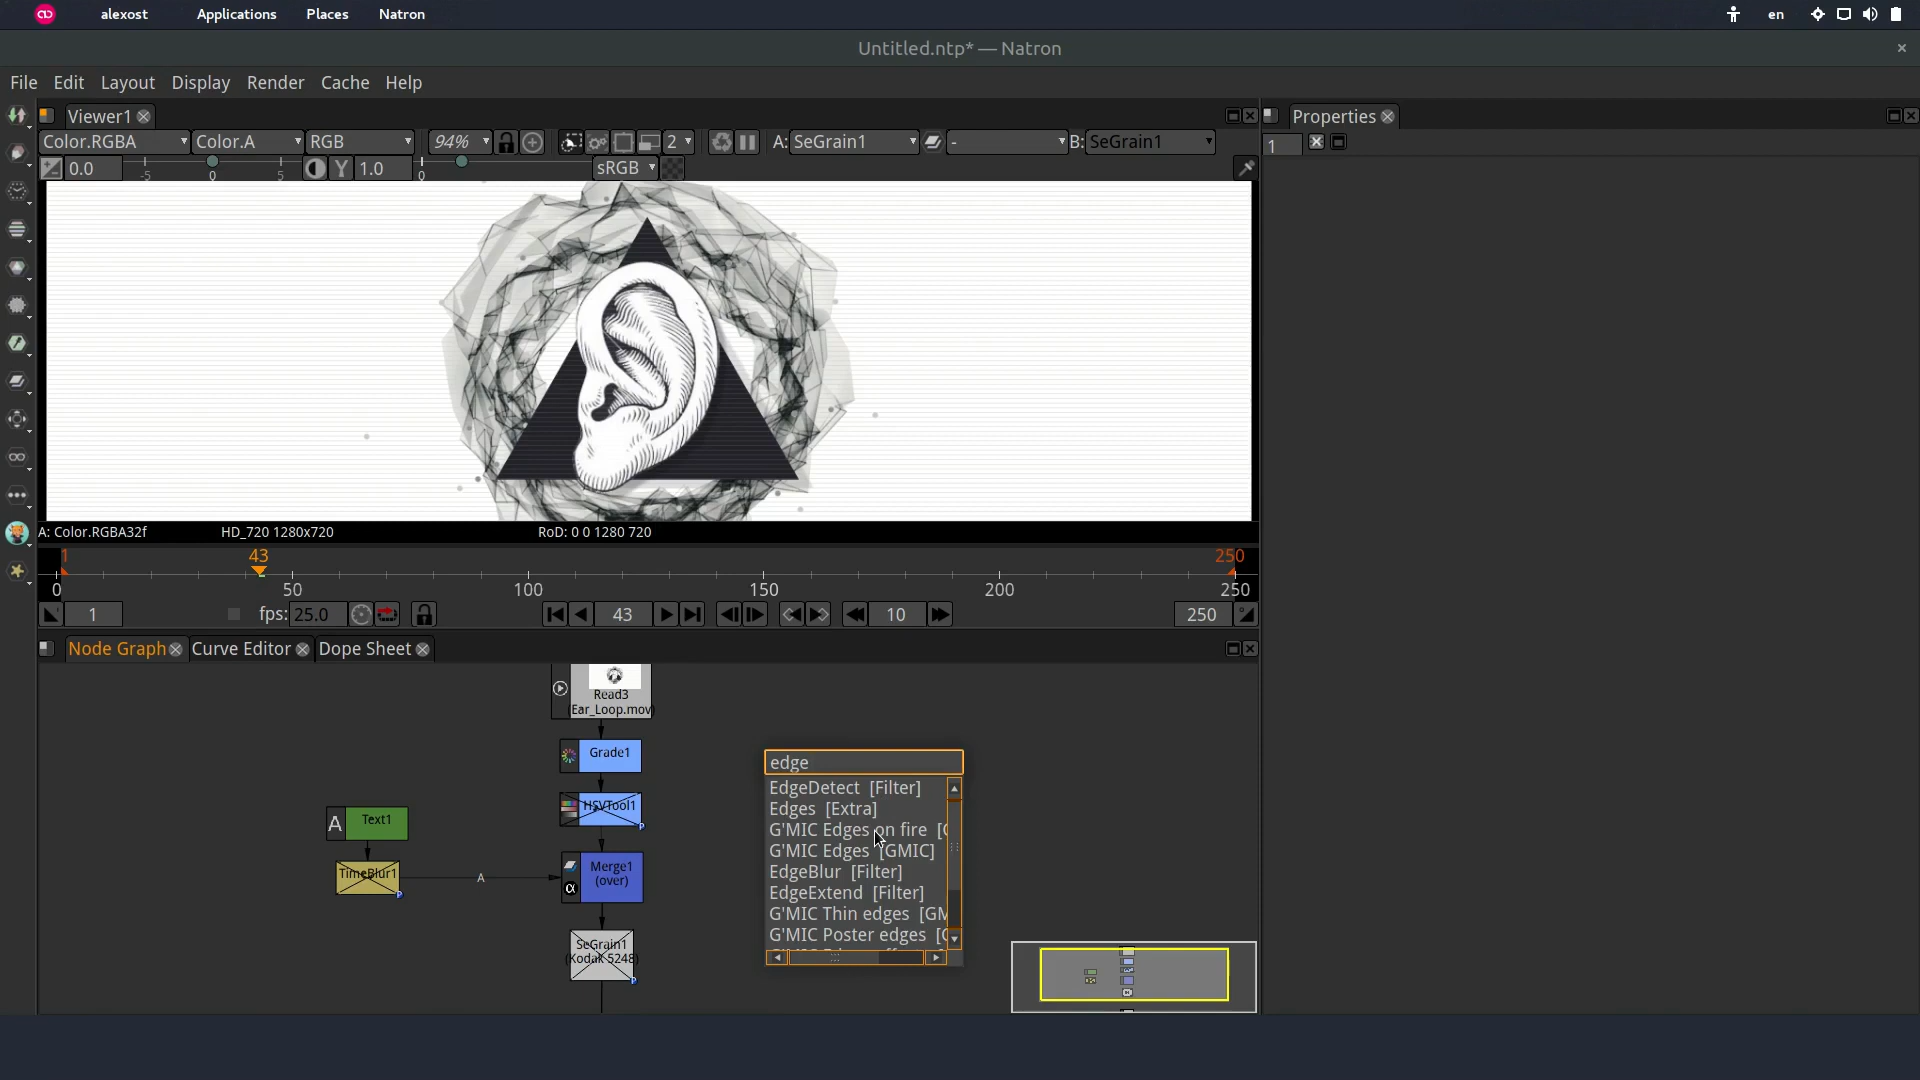 alexost Applications Places Natron en
Untitled.ntp* — Natron
File Edit Layout Display Render Cache Help
Viewer1 Properties
Color.RGBA Color.A RGB 94% 2 A: SeGrain1 - B: SeGrain1 1
0.0 -5 0 5 Y 1.0 0 sRGB
A: Color.RGBA32f HD_720 1280x720 RoD: 0 0 1280 720
1 43 250
0 50 100 150 200 250
1 fps: 25.0 43 10 250
Node Graph Curve Editor Dope Sheet
Read3
(Ear_Loop.mov)
Grade1
HSVTool1
A Text1
TimeBlur1
A
Merge1
(over)
α
SeGrain1
(Kodak 5248)
edge
EdgeDetect [Filter]
Edges [Extra]
G'MIC Edges on fire [G
G'MIC Edges [GMIC]
EdgeBlur [Filter]
EdgeExtend [Filter]
G'MIC Thin edges [GM
G'MIC Poster edges [G